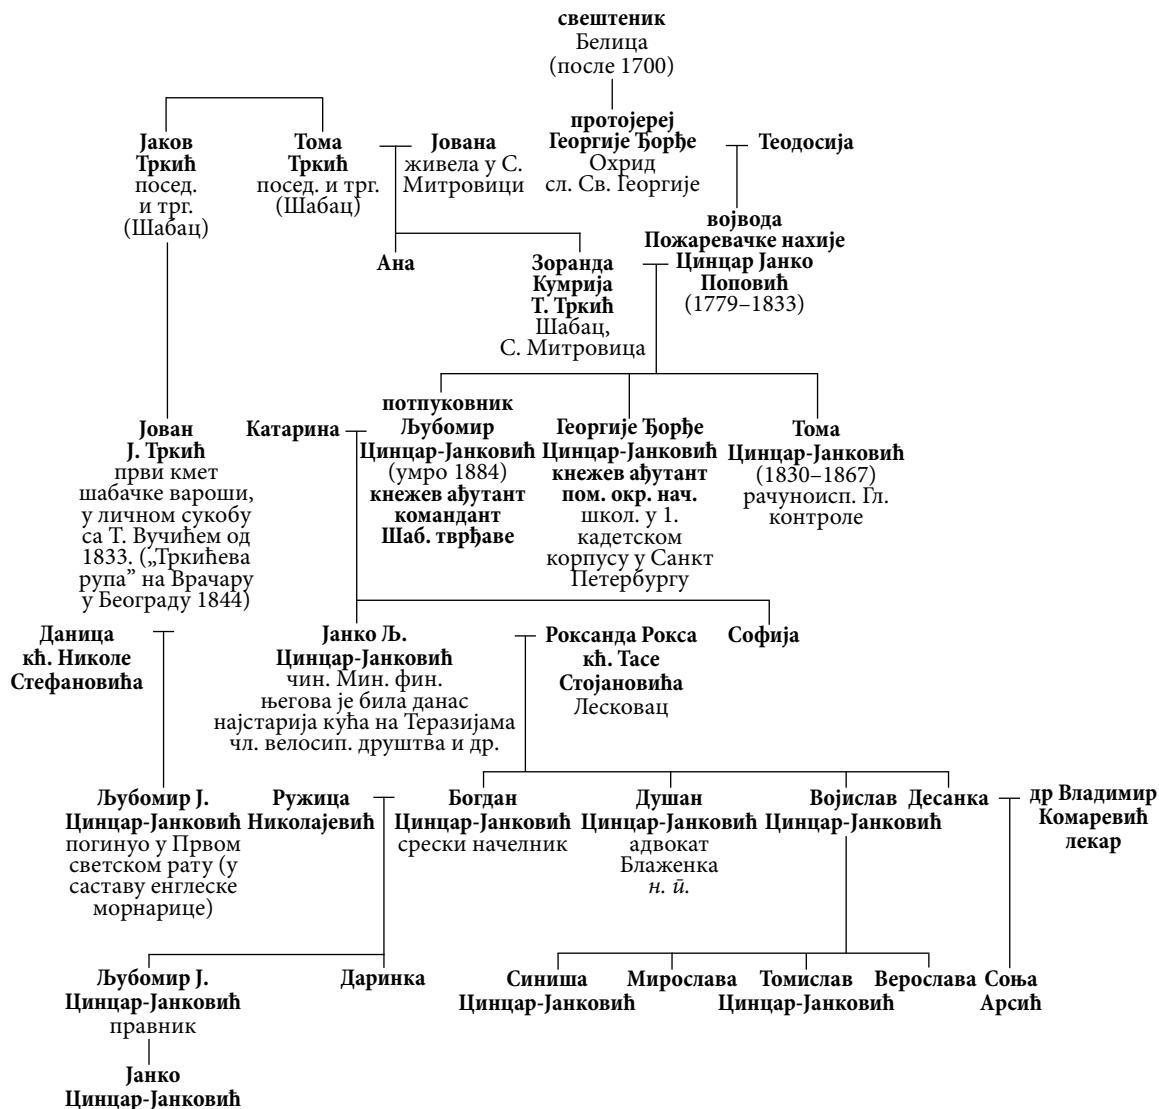 свештеник
Белица
(после 1700)
протојереј
Георгије Ђорђе
Охрид
сл. Св. Георгије
Теодосија
Јаков
Тркић
посед.
и трг.
(Шабац)
Тома
Тркић
посед. и трг.
(Шабац)
Јована
живела у С.
Митровици
војвода
Пожаревачке нахије
Цинцар Јанко
Поповић
(1779–1833)
Ана
Зоранда
Кумрија
Т. Тркић
Шабац,
С. Митровица
Јован
Ј. Тркић
први кмет
шабачке вароши,
у личном сукобу
са Т. Вучићем од
1833. („Тркићева
рупа” на Врачару
у Београду 1844)
Катарина
потпуковник
Љубомир
Цинцар-Јанковић
(умро 1884)
кнежев ађутант
командант
Шаб. тврђаве
Георгије Ђорђе
Цинцар-Јанковић
кнежев ађутант
пом. окр. нач.
школ. у 1.
кадетском
корпусу у Санкт
Петербургу
Тома
Цинцар-Јанковић
(1830–1867)
рачуноисп. Гл.
контроле
Даница
кћ. Николе
Стефановића
Јанко Љ.
Цинцар-Јанковић
чин. Мин. фин.
његова је била данас
најстарија кућа на Теразијама
чл. велосип. друштва и др.
Роксанда Рокса
кћ. Тасе
Стојановића
Лесковац
Софија
Љубомир Ј.
Цинцар-Јанковић
погинуо у Првом
светском рату (у
саставу енглеске
морнарице)
Ружица
Николајевић
Богдан
Цинцар-Јанковић
срески начелник
Душан
Цинцар-Јанковић
адвокат
Блаженка
н. п.
Војислав
Цинцар-Јанковић
Десанка
др Владимир
Комаревић
лекар
Љубомир Ј.
Цинцар-Јанковић
правник
Даринка
Синиша
Цинцар-Јанковић
Мирослава
Томислав
Цинцар-Јанковић
Верослава
Соња
Арсић
Јанко
Цинцар-Јанковић